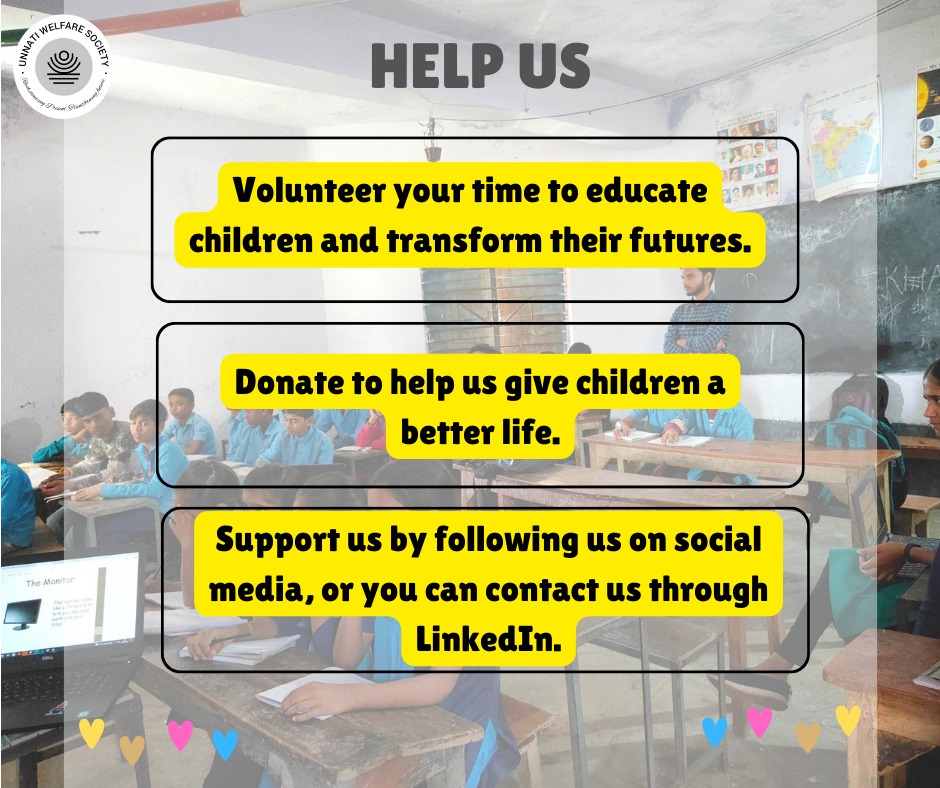 UNNATI WELFARE SOCIETY
HELP US
Volunteer your time to educate
children and transform their futures.
Donate to help us give children a
better life.
Support us by following us on social
media, or you can contact us through
LinkedIn.
The Monitor